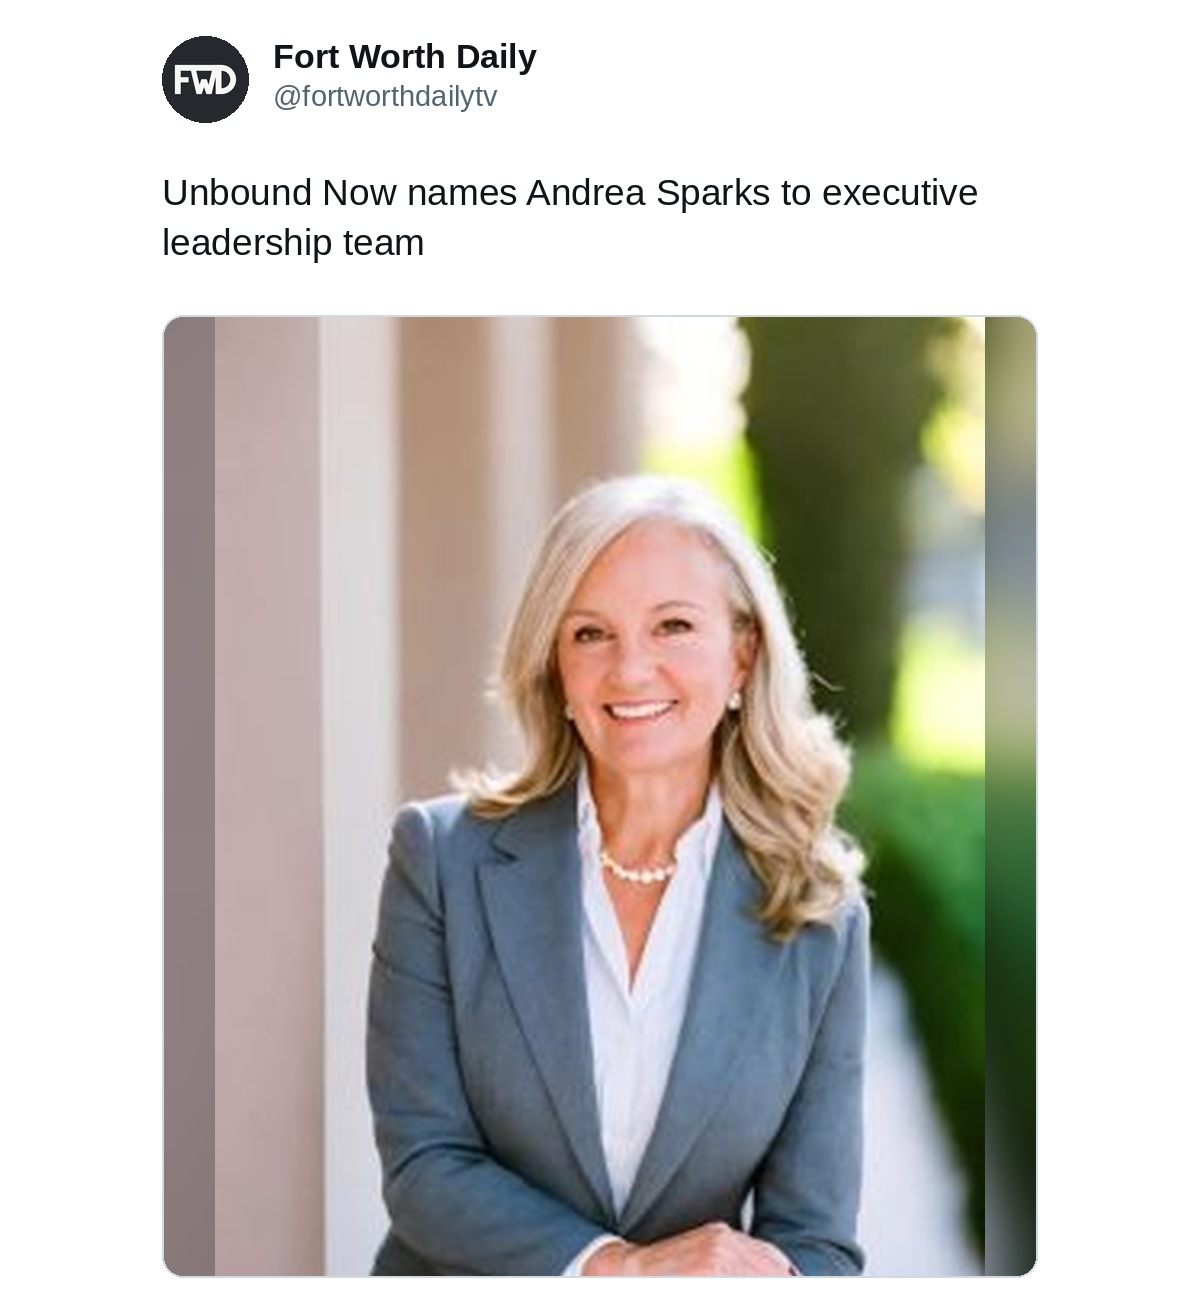 FWD
Fort Worth Daily
@fortworthdailytv
Unbound Now names Andrea Sparks to executive
leadership team